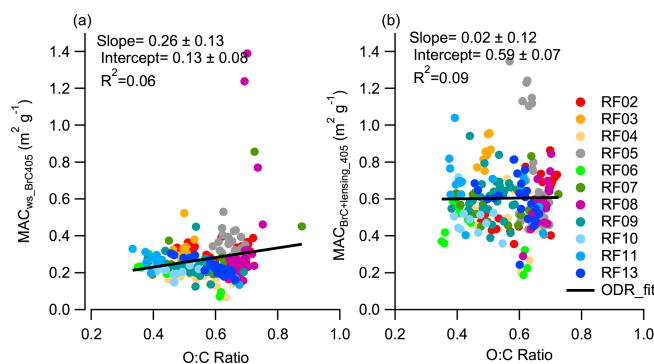 (a)
Slope= 0.26 ± 0.13
Intercept= 0.13 ± 0.08
R2=0.06
MACws_BrC405 (m2 g-1)
1.4
1.2
1.0
0.8
0.6
0.4
0.2
0.0
0.2 0.4 0.6 0.8 1.0
O:C Ratio
(b)
Slope= 0.02 ± 0.12
Intercept= 0.59 ± 0.07
R2=0.09
MACBrC+lensing_405 (m2 g-1)
1.4
1.2
1.0
0.8
0.6
0.4
0.2
0.0
0.2 0.4 0.6 0.8 1.0
O:C Ratio
RF02
RF03
RF04
RF05
RF06
RF07
RF08
RF09
RF10
RF11
RF13
ODR_fit